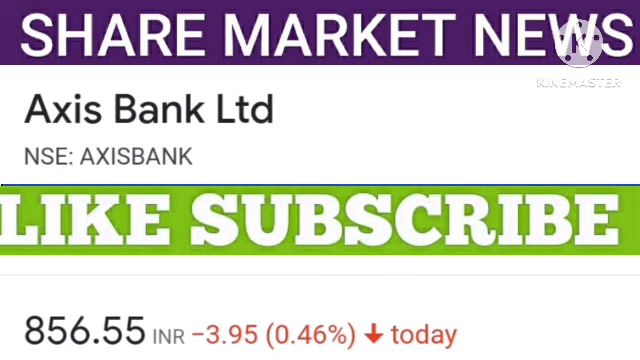 SHARE MARKET NEWS
K
KINEMASTER
Axis Bank Ltd
NSE: AXISBANK
LIKE SUBSCRIBE
856.55 INR −3.95 (0.46%) ↓ today